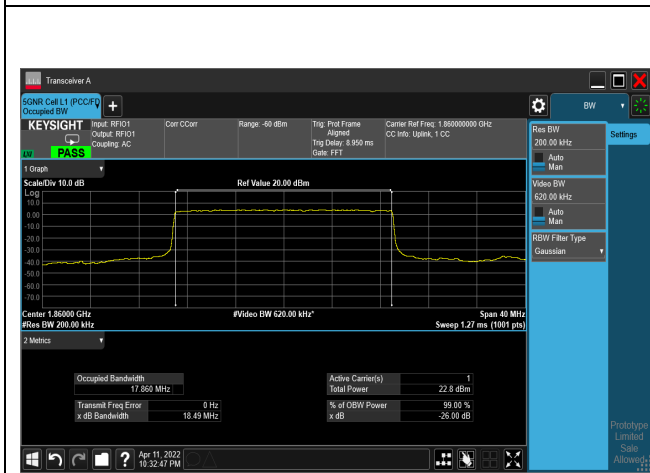 Transceiver A
5GNR Cell L1 (PCC/FD
Occupied BW
+
BW
KEYSIGHT
Input: RFIO1
Output: RFIO1
Coupling: AC
Corr CCorr
Range: -60 dBm
Trig: Prot Frame
Aligned
Trig Delay: 8.950 ms
Gate: FFT
Carrier Ref Freq: 1.860000000 GHz
CC Info: Uplink, 1 CC
PASS
Res BW
200.00 kHz
Auto
Man
Settings
Video BW
620.00 kHz
Auto
Man
RBW Filter Type
Gaussian
1 Graph
Scale/Div 10.0 dB
Ref Value 20.00 dBm
Log
10.0
0.00
-10.0
-20.0
-30.0
-40.0
-50.0
-60.0
-70.0
Center 1.86000 GHz
#Video BW 620.00 kHz*
Span 40 MHz
#Res BW 200.00 kHz
Sweep 1.27 ms (1001 pts)
2 Metrics
Occupied Bandwidth
17.860 MHz
Active Carrier(s) 1
Total Power 22.8 dBm
Transmit Freq Error 0 Hz
x dB Bandwidth 18.49 MHz
% of OBW Power 99.00 %
x dB -26.00 dB
Prototype
Limited
Sale
Allowed
? Apr 11, 2022
10:32:47 PM